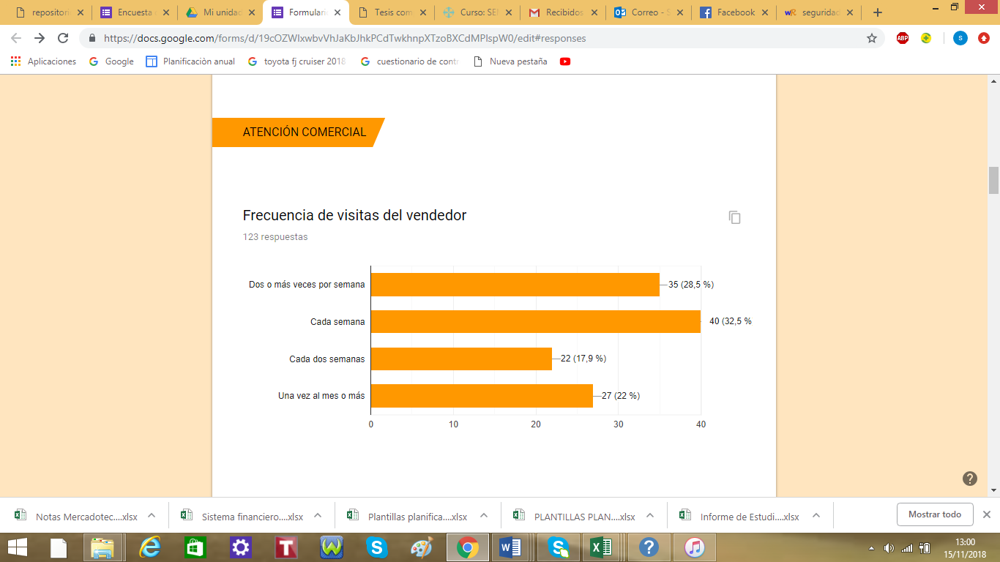 repositori
Encuesta
Mi unidad
Formulari
Tesis com
Curso: SE
Recibidos
Correo - S
Facebook
seguridad
https://docs.google.com/forms/d/19cOZWIxwbvVhJaKbJhkPCdTwkhnpXTzoBXCdMPlspW0/edit#responses
ABP
S
Aplicaciones
Google
Planificaciòn anual
toyota fj cruiser 2018
cuestionario de cont
Nueva pestaña
ATENCIÓN COMERCIAL
Frecuencia de visitas del vendedor
123 respuestas
Dos o más veces por semana
35 (28,5 %)
Cada semana
40 (32,5 %
Cada dos semanas
22 (17,9 %)
Una vez al mes o más
27 (22 %)
0 10 20 30 40
Notas Mercadotec....xlsx
Sistema financiero....xlsx
Plantillas planifica....xlsx
PLANTILLAS PLAN....xlsx
Informe de Estudi....xlsx
Mostrar todo
13:00
15/11/2018